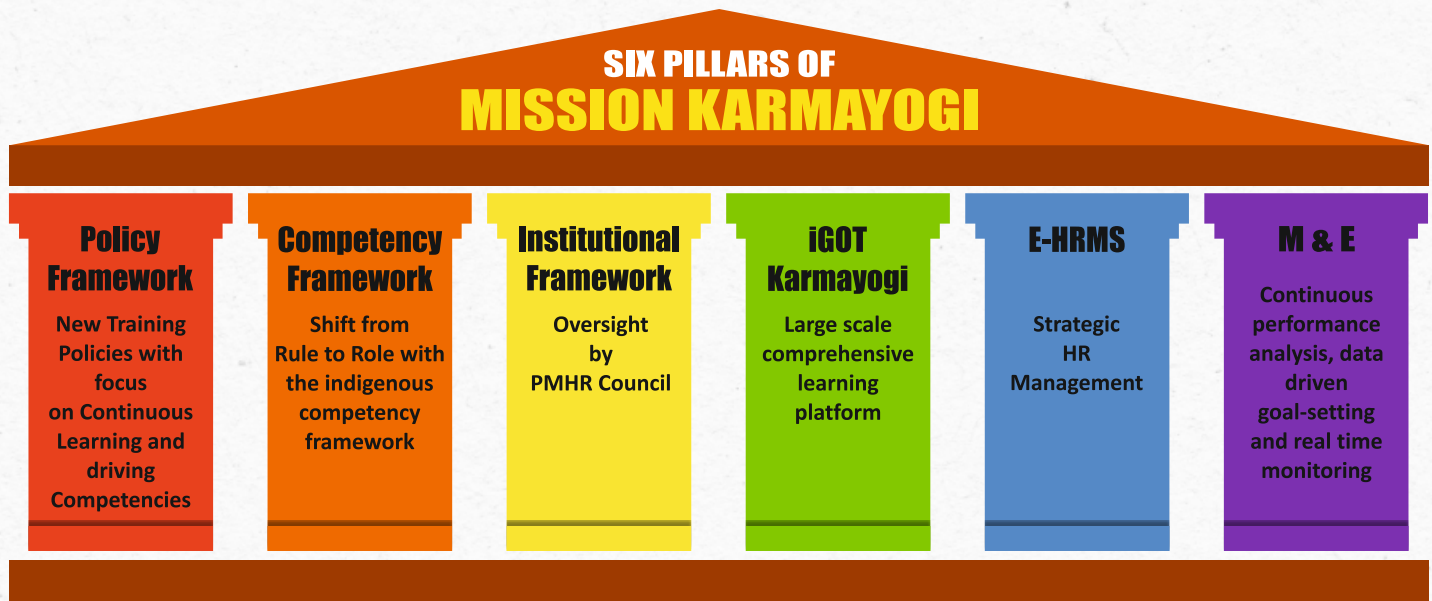 SIX PILLARS OF
MISSION KARMAYOGI
Policy
Framework
New Training
Policies with
focus
on Continuous
Learning and
driving
Competencies
Competency
Framework
Shift from
Rule to Role with
the indigenous
competency
framework
Institutional
Framework
Oversight
by
PMHR Council
iGOT
Karmayogi
Large scale
comprehensive
learning
platform
E-HRMS
Strategic
HR
Management
M & E
Continuous
performance
analysis, data
driven
goal-setting
and real time
monitoring